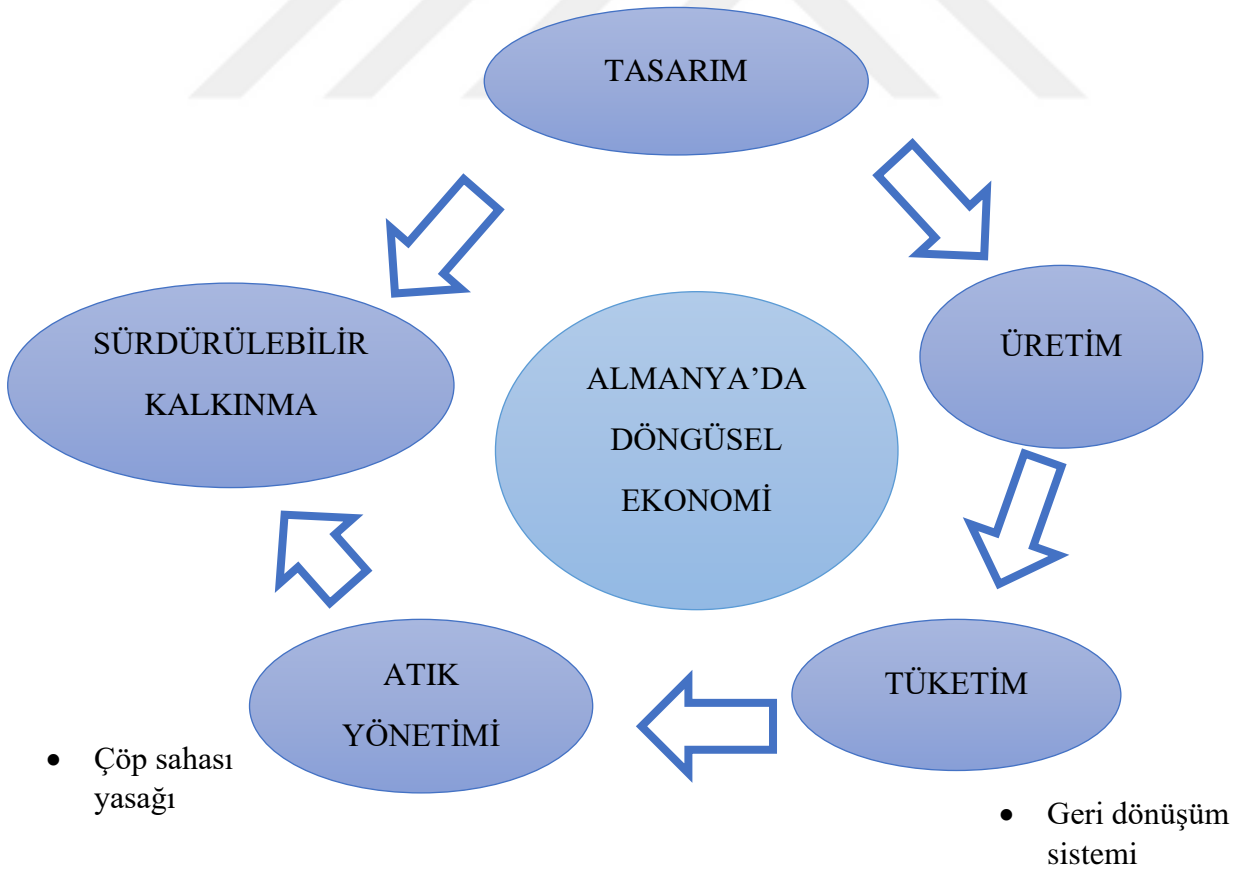 TASARIM
ÜRETİM
SÜRDÜRÜLEBİLİR
KALKINMA
ALMANYA’DA
DÖNGÜSEL
EKONOMİ
TÜKETİM
ATIK
YÖNETİMİ
• Çöp sahası
yasağı
• Geri dönüşüm
sistemi